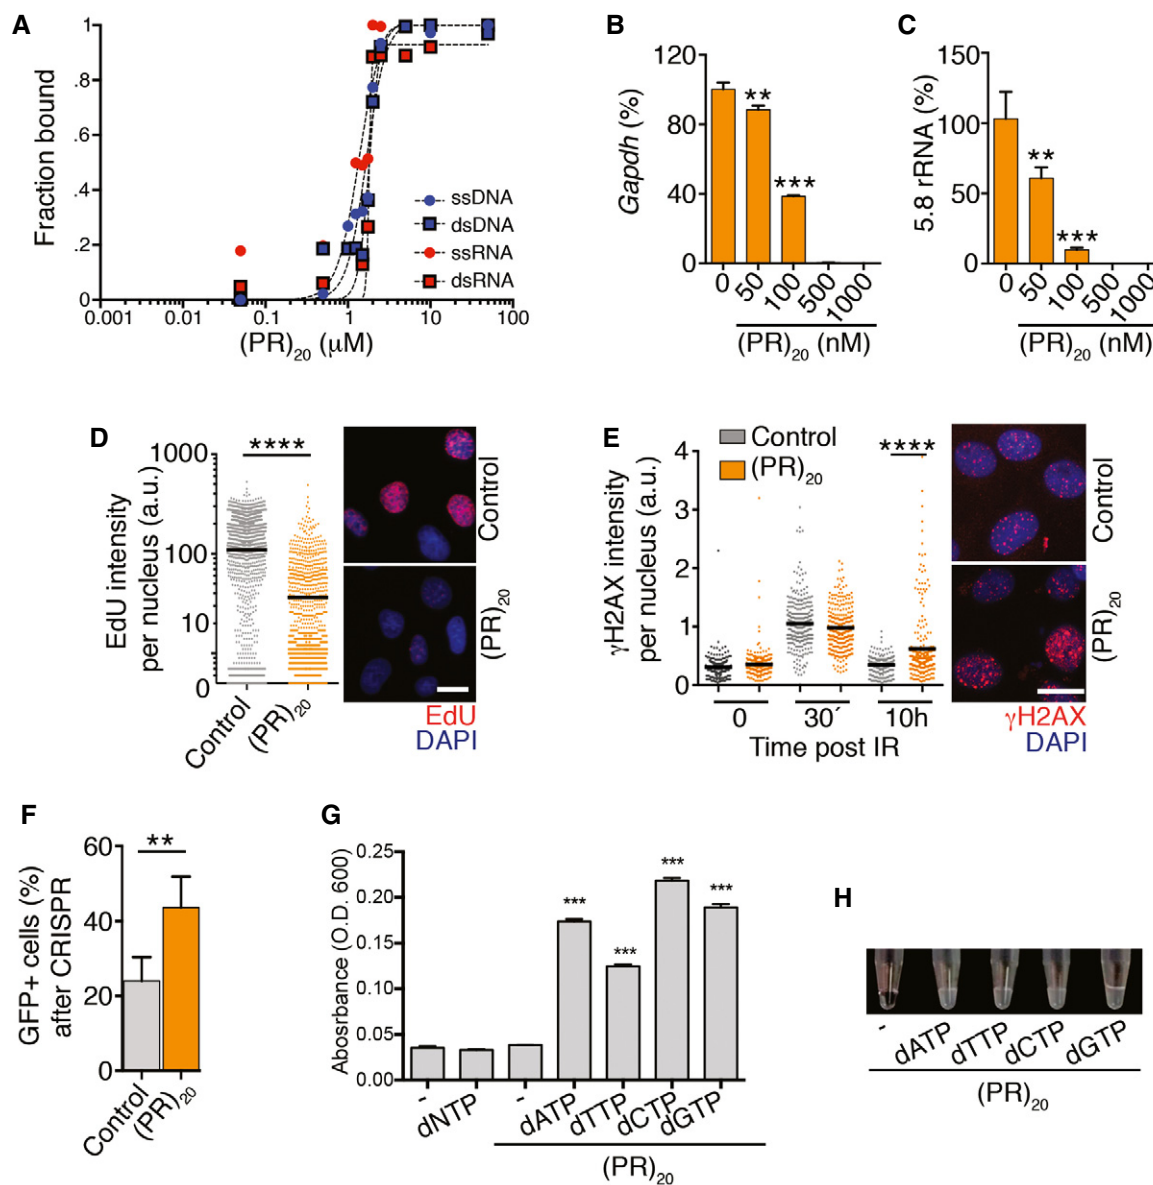 A
Fraction bound
1
.8
.6
.4
.2
0
0.001 0.01 0.1 1 10 100
(PR)20 (μM)
ssDNA
dsDNA
ssRNA
dsRNA
B
Gapdh (%)
120
80
40
0
**
***
0 50 100 500 1000
(PR)20 (nM)
C
5.8 rRNA (%)
150
100
50
0
**
***
0 50 100 500 1000
(PR)20 (nM)
D
EdU intensity
per nucleus (a.u.)
1000
100
10
0
****
Control (PR)20
Control
(PR)20
EdU
DAPI
E
γH2AX intensity
per nucleus (a.u.)
4
3
2
1
0
Control
(PR)20
****
0 30´ 10h
Time post IR
Control
(PR)20
γH2AX
DAPI
F
GFP+ cells (%)
after CRISPR
60
40
20
0
**
Control (PR)20
G
Abosrbance (O.D. 600)
0.25
0.20
0.15
0.10
0.05
0.00
***
***
***
***
- dNTP - dATP dTTP dCTP dGTP
(PR)20
H
- dATP dTTP dCTP dGTP
(PR)20